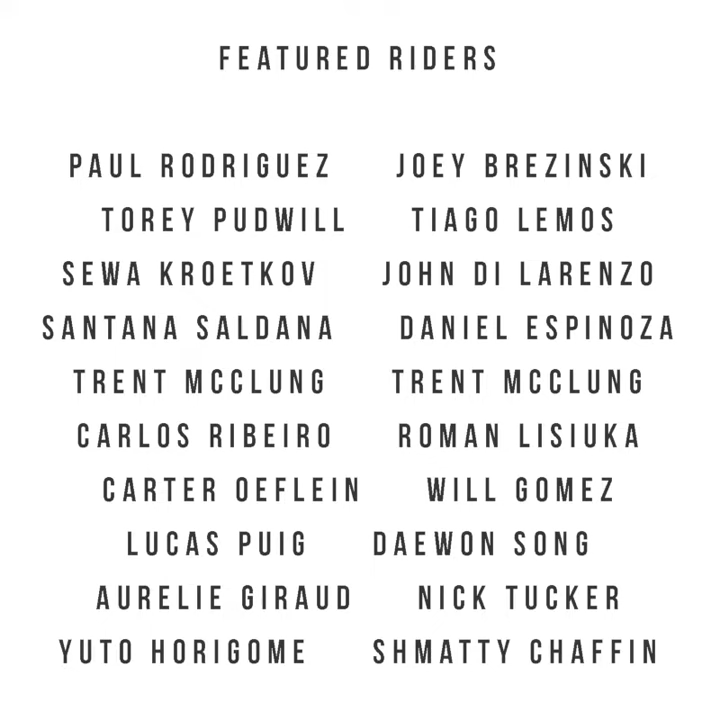 FEATURED RIDERS
PAUL RODRIGUEZ JOEY BREZINSKI
TOREY PUDWILL TIAGO LEMOS
SEWA KROETKOV JOHN DI LARENZO
SANTANA SALDANA DANIEL ESPINOZA
TRENT MCCLUNG TRENT MCCLUNG
CARLOS RIBEIRO ROMAN LISIUKA
CARTER OEFLEIN WILL GOMEZ
LUCAS PUIG DAEWON SONG
AURELIE GIRAUD NICK TUCKER
YUTO HORIGOME SHMATTY CHAFFIN